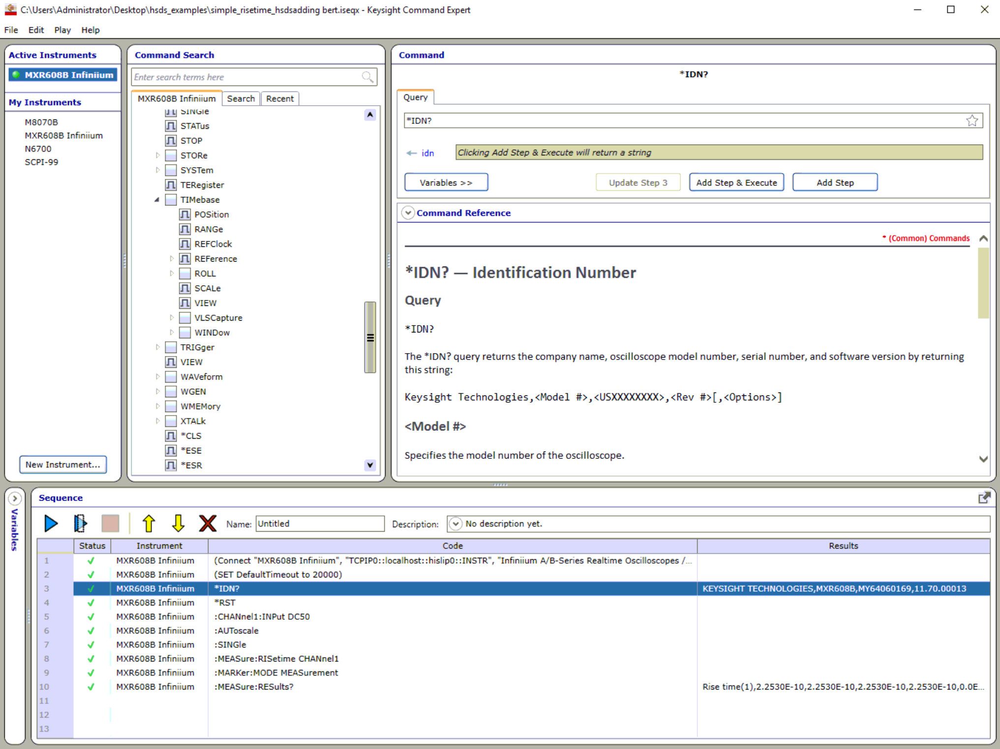 C:\Users\Administrator\Desktop\hsds_examples\simple_risetime_hsdsadding bert.iseqx - Keysight Command Expert
File Edit Play Help
Active Instruments
MXR608B Infiniium
My Instruments
M8070B
MXR608B Infiniium
N6700
SCPI-99
New Instrument...
Command Search
Enter search terms here
MXR608B Infiniium Search Recent
SINGle
STATus
STOP
STORe
SYSTem
TERegister
TIMebase
POSition
RANGe
REFClock
REFerence
ROLL
SCALe
VIEW
VLSCapture
WINDow
TRIGger
VIEW
WAVeform
WGEN
WMEMory
XTALk
*CLS
*ESE
*ESR
Command
*IDN?
Query
*IDN?
idn Clicking Add Step & Execute will return a string
Variables >> Update Step 3 Add Step & Execute Add Step
Command Reference
* (Common) Commands
*IDN? — Identification Number
Query
*IDN?
The *IDN? query returns the company name, oscilloscope model number, serial number, and software version by returning
this string:
Keysight Technologies,<Model #>,<USXXXXXXXX>,<Rev #>[,<Options>]
<Model #>
Specifies the model number of the oscilloscope.
Variables
Sequence
Name: Untitled Description: No description yet.
Status Instrument Code Results
1 MXR608B Infiniium (Connect "MXR608B Infiniium", "TCPIP0::localhost::hislip0::INSTR", "Infiniium A/B-Series Realtime Oscilloscopes /...
2 MXR608B Infiniium (SET DefaultTimeout to 20000)
3 MXR608B Infiniium *IDN? KEYSIGHT TECHNOLOGIES,MXR608B,MY64060169,11.70.00013
4 MXR608B Infiniium *RST
5 MXR608B Infiniium :CHANnel1:INPut DC50
6 MXR608B Infiniium :AUToscale
7 MXR608B Infiniium :SINGle
8 MXR608B Infiniium :MEASure:RISetime CHANnel1
9 MXR608B Infiniium :MARKer:MODE MEASurement
10 MXR608B Infiniium :MEASure:RESults? Rise time(1),2.2530E-10,2.2530E-10,2.2530E-10,2.2530E-10,0.0E...
11
12
13